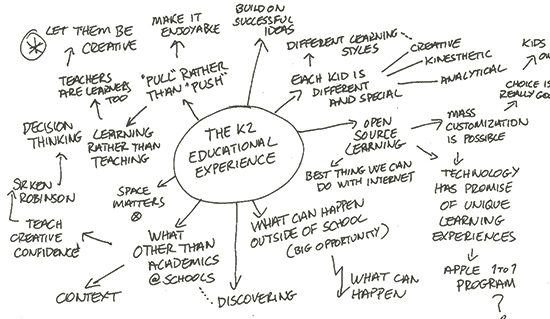 LET THEM BE
CREATIVE
MAKE IT
ENJOYABLE
BUILD ON
SUCCESSFUL
IDEAS
DIFFERENT LEARNING
STYLES
CREATIVE
KINESTHETIC
ANALYTICAL
KIDS
TEACHERS
ARE LEARNERS
TOO
"PULL" RATHER
THAN "PUSH"
EACH KID IS
DIFFERENT
AND SPECIAL
CHOICE IS
REALLY
DECISION
THINKING
LEARNING
RATHER THAN
TEACHING
THE K12
EDUCATIONAL
EXPERIENCE
OPEN
SOURCE
LEARNING
MASS
CUSTOMIZATION
IS POSSIBLE
BEST THING WE CAN
DO WITH INTERNET
SIR KEN
ROBINSON
SPACE
MATTERS
TECHNOLOGY
HAS PROMISE
OF UNIQUE
LEARNING
EXPERIENCES
TEACH
CREATIVE
CONFIDENCE
WHAT
OTHER THAN
ACADEMICS
@ SCHOOLS
WHAT CAN HAPPEN
OUTSIDE OF SCHOOL
(BIG OPPORTUNITY)
APPLE 1 TO 1
PROGRAM
?
CONTEXT
DISCOVERING
WHAT CAN
HAPPEN